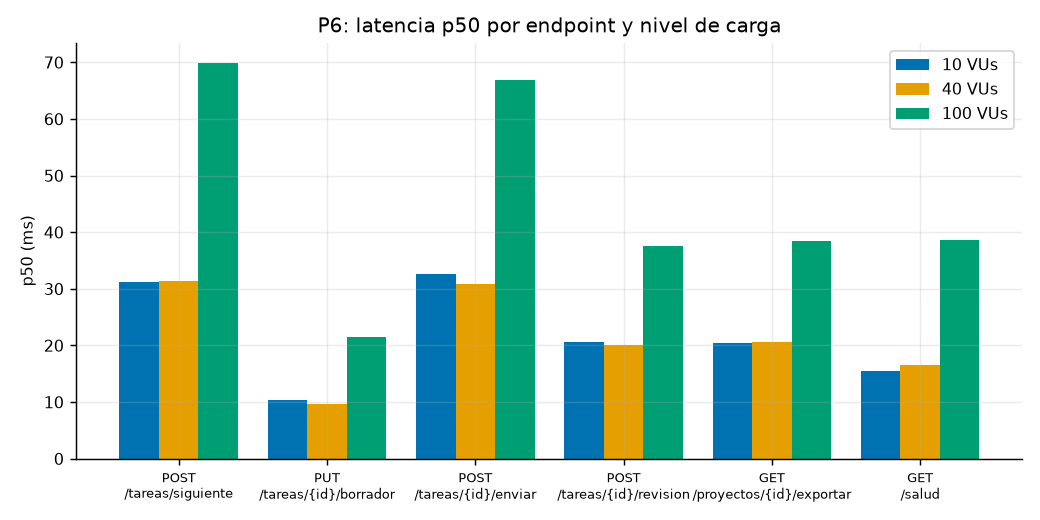 P6: latencia p50 por endpoint y nivel de carga
10 VUs
40 VUs
100 VUs
p50 (ms)
70
60
50
40
30
20
10
0
POST
/tareas/siguiente
PUT
/tareas/{id}/borrador
POST
/tareas/{id}/enviar
POST
/tareas/{id}/revision
GET
/proyectos/{id}/exportar
GET
/salud